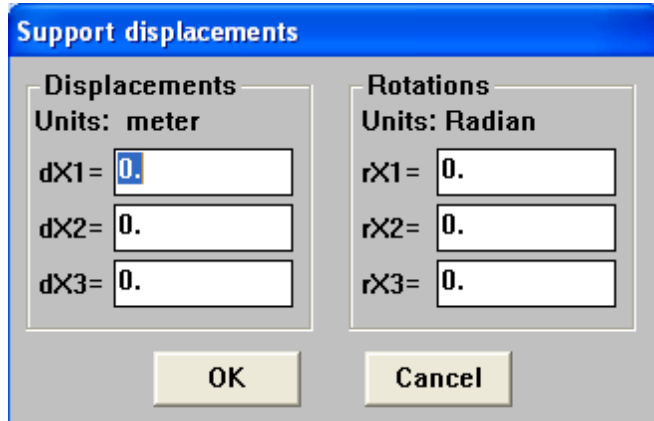 Support displacements
Displacements
Units: meter
dX1= 0.
dX2= 0.
dX3= 0.
Rotations
Units: Radian
rX1= 0.
rX2= 0.
rX3= 0.
OK
Cancel